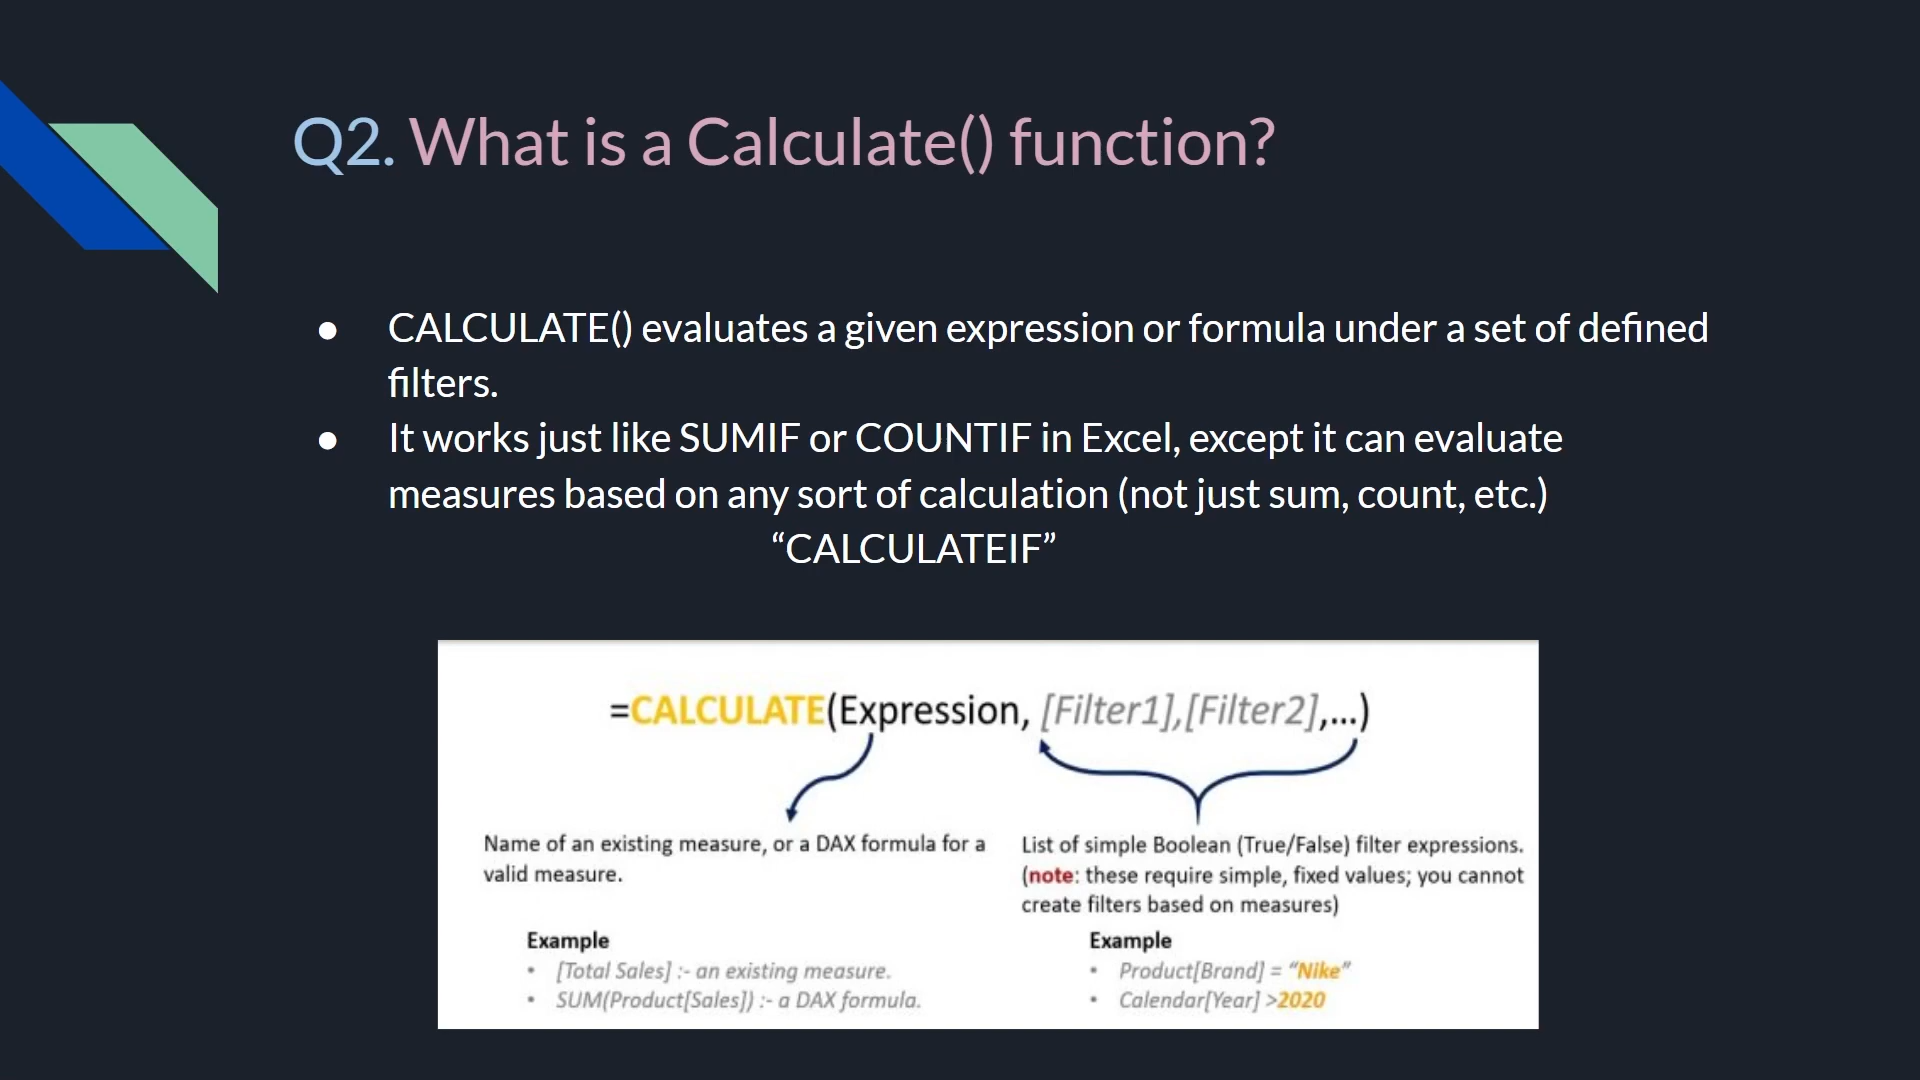 Q2. What is a Calculate() function?
● CALCULATE() evaluates a given expression or formula under a set of defined
filters.
● It works just like SUMIF or COUNTIF in Excel, except it can evaluate
measures based on any sort of calculation (not just sum, count, etc.)
“CALCULATEIF”
=CALCULATE(Expression, [Filter1],[Filter2],...)
Name of an existing measure, or a DAX formula for a
valid measure.
Example
• [Total Sales] :- an existing measure.
• SUM(Product[Sales]) :- a DAX formula.
List of simple Boolean (True/False) filter expressions.
(note: these require simple, fixed values; you cannot
create filters based on measures)
Example
• Product[Brand] = “Nike”
• Calendar[Year] >2020